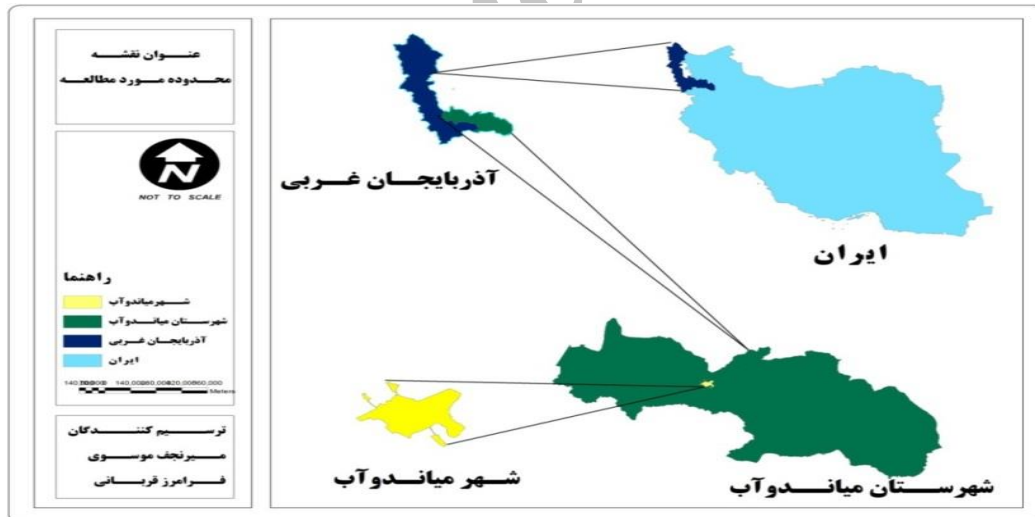 عنوان نقشه
محدوده مورد مطالعه
NOT TO SCALE
N
راهنما
شهر میاندوآب
شهرستان میاندوآب
آذربایجان غربی
ایران
Meters
ترسیم کنندگان
میرنجف موسوی
فرامرز قربانی
آذربایجان غربی
ایران
شهر میاندوآب
شهرستان میاندوآب